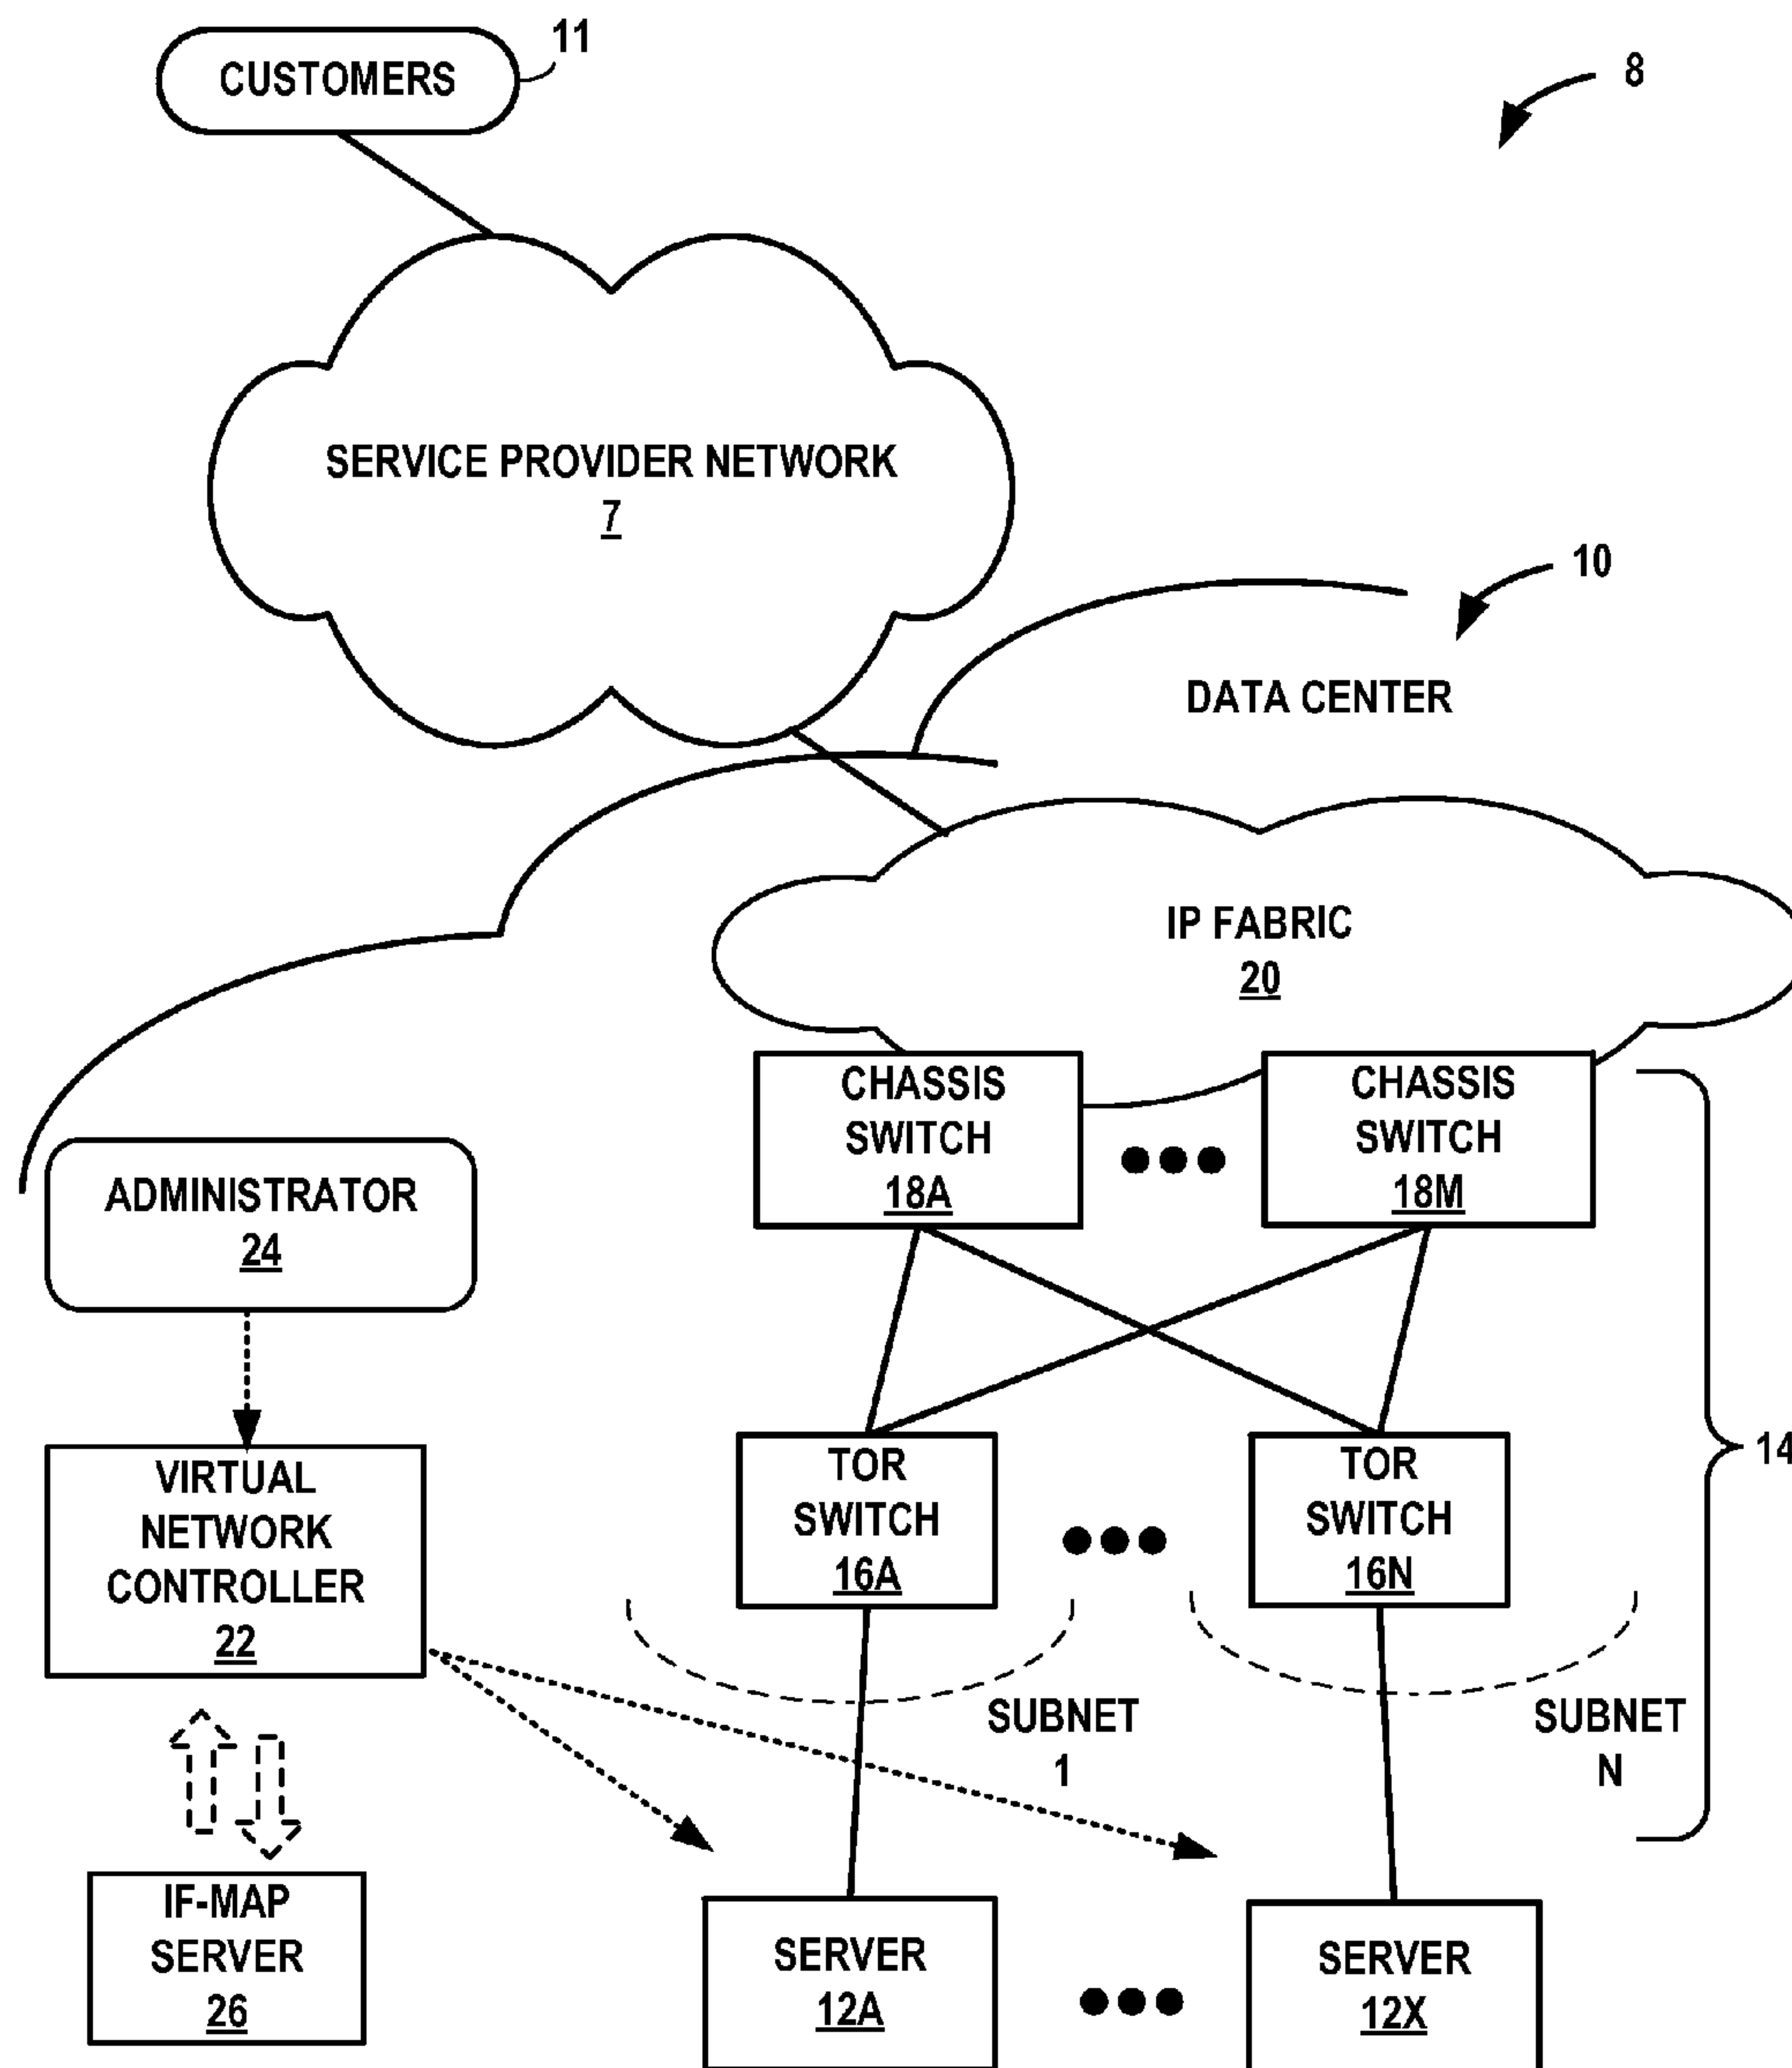 11
CUSTOMERS
8
SERVICE PROVIDER NETWORK
7
10
DATA CENTER
IP FABRIC
20
CHASSIS
SWITCH
18A
CHASSIS
SWITCH
18M
ADMINISTRATOR
24
14
VIRTUAL
NETWORK
CONTROLLER
22
TOR
SWITCH
16A
TOR
SWITCH
16N
SUBNET
1
SUBNET
N
IF-MAP
SERVER
26
SERVER
12A
SERVER
12X